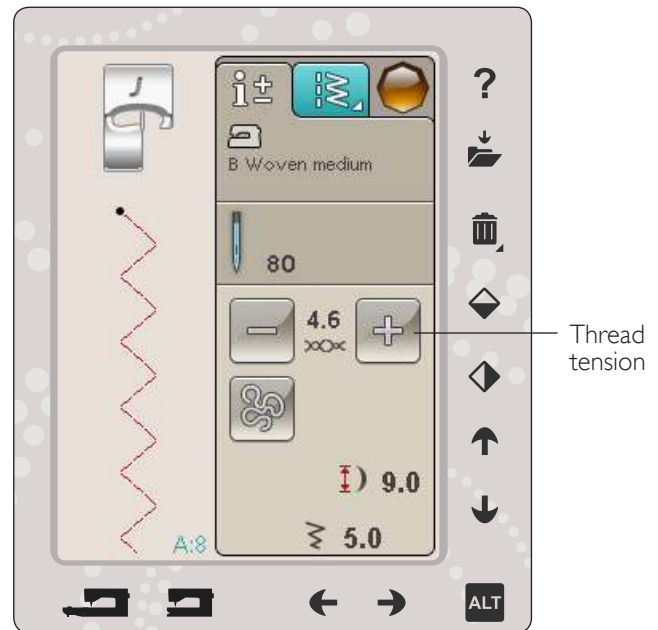 J
i±
?
B Woven medium
80
4.6
Thread
tension
9.0
5.0
A:8
ALT